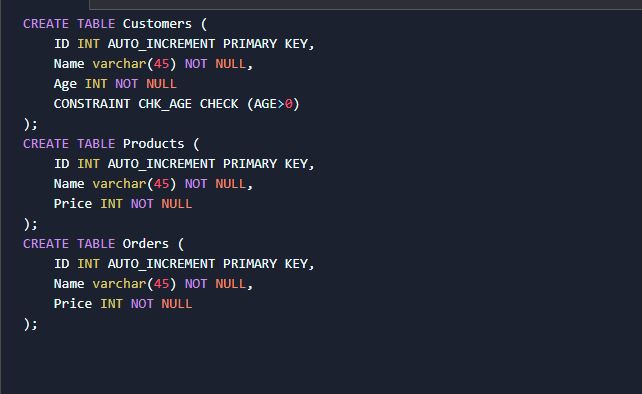 CREATE TABLE Customers (
    ID INT AUTO_INCREMENT PRIMARY KEY,
    Name varchar(45) NOT NULL,
    Age INT NOT NULL
    CONSTRAINT CHK_AGE CHECK (AGE>0)
);
CREATE TABLE Products (
    ID INT AUTO_INCREMENT PRIMARY KEY,
    Name varchar(45) NOT NULL,
    Price INT NOT NULL
);
CREATE TABLE Orders (
    ID INT AUTO_INCREMENT PRIMARY KEY,
    Name varchar(45) NOT NULL,
    Price INT NOT NULL
);